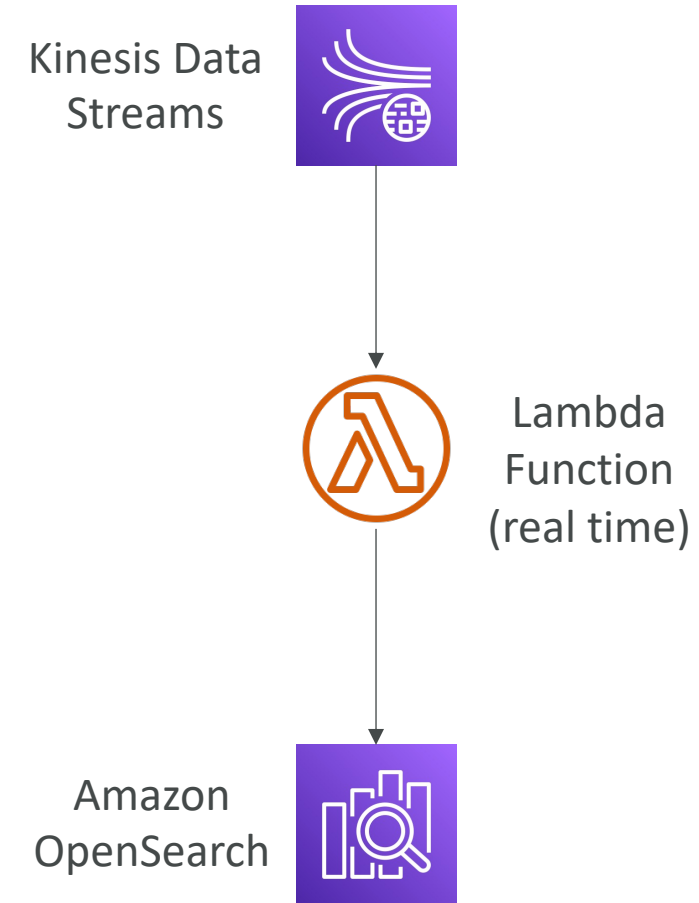 Kinesis Data
Streams
Lambda
Function
(real time)
Amazon
OpenSearch